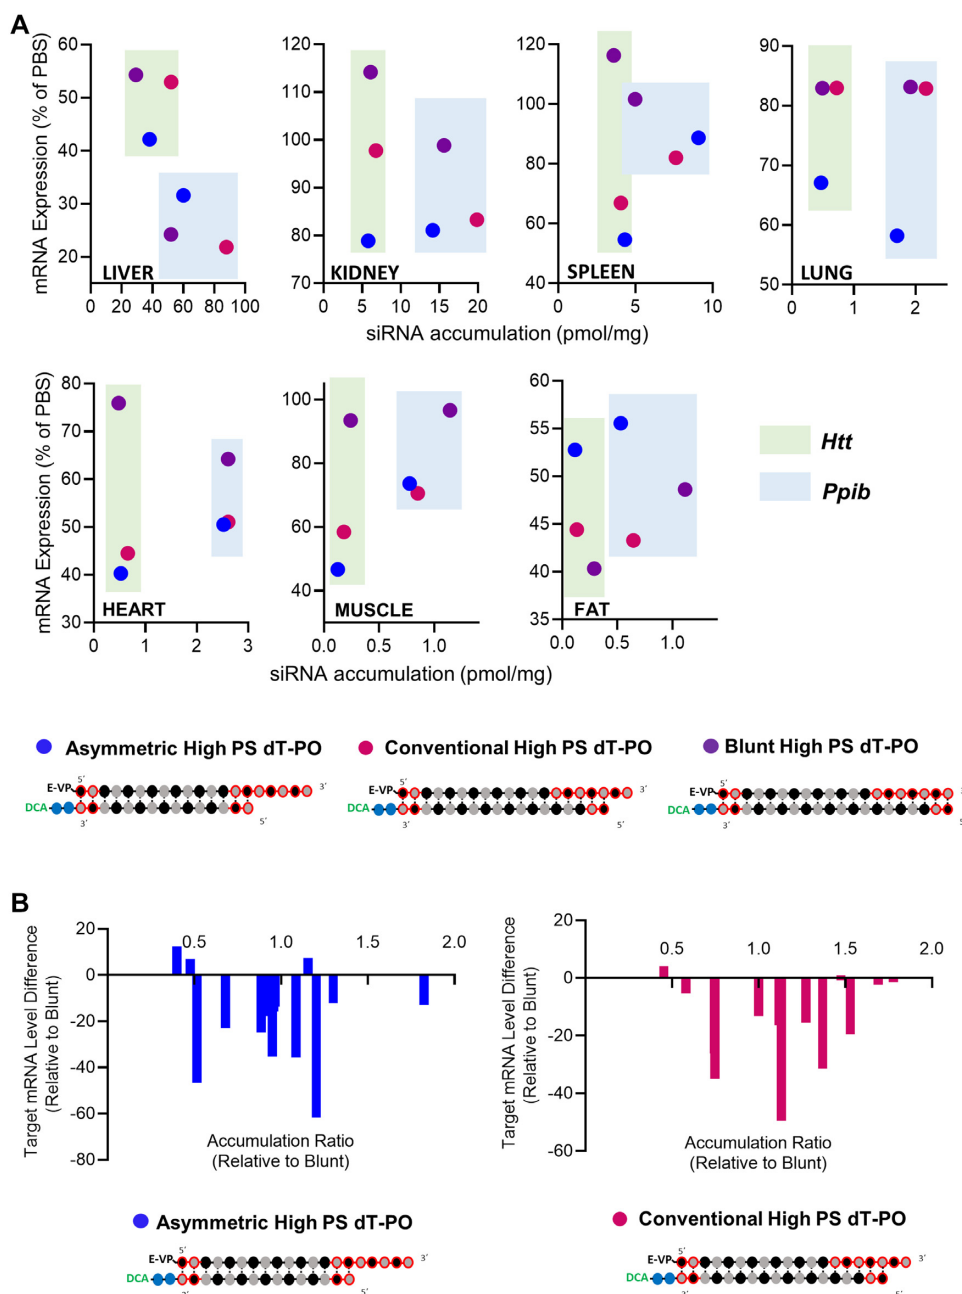 A
mRNA Expression (% of PBS)
60
50
40
30
20
0 20 40 60 80 100
LIVER
120
110
100
90
80
70
0 5 10 15 20
KIDNEY
120
100
80
60
40
0 5 10
SPLEEN
90
80
70
60
50
0 1 2
LUNG
siRNA accumulation (pmol/mg)
mRNA Expression (% of PBS)
80
70
60
50
40
30
0 1 2 3
HEART
100
80
60
40
0.0 0.5 1.0
MUSCLE
60
55
50
45
40
35
0.0 0.5 1.0
FAT
Htt
Ppib
siRNA accumulation (pmol/mg)
Asymmetric High PS dT-PO
5´
E-VP
3´
DCA
3´
5´
Conventional High PS dT-PO
5´
E-VP
3´
DCA
3´
5´
Blunt High PS dT-PO
5´
E-VP
3´
DCA
3´
5´
B
Target mRNA Level Difference
(Relative to Blunt)
20
0
-20
-40
-60
-80
0.5 1.0 1.5 2.0
Accumulation Ratio
(Relative to Blunt)
Target mRNA Level Difference
(Relative to Blunt)
20
0
-20
-40
-60
0.5 1.0 1.5 2.0
Accumulation Ratio
(Relative to Blunt)
Asymmetric High PS dT-PO
5´
E-VP
3´
DCA
3´
5´
Conventional High PS dT-PO
5´
E-VP
3´
DCA
3´
5´